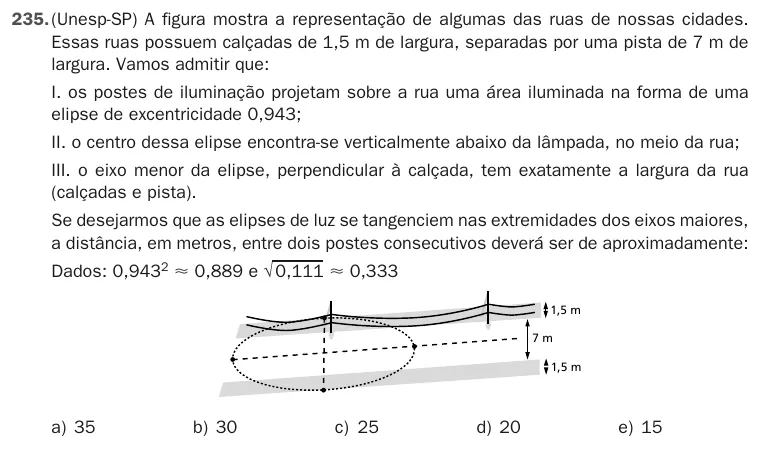 235. (Unesp-SP) A figura mostra a representação de algumas das ruas de nossas cidades.
Essas ruas possuem calçadas de 1,5 m de largura, separadas por uma pista de 7 m de
largura. Vamos admitir que:
I. os postes de iluminação projetam sobre a rua uma área iluminada na forma de uma
elipse de excentricidade 0,943;
II. o centro dessa elipse encontra-se verticalmente abaixo da lâmpada, no meio da rua;
III. o eixo menor da elipse, perpendicular à calçada, tem exatamente a largura da rua
(calçadas e pista).
Se desejarmos que as elipses de luz se tangenciem nas extremidades dos eixos maiores,
a distância, em metros, entre dois postes consecutivos deverá ser de aproximadamente:
Dados: 0,943² ≈ 0,889 e √0,111 ≈ 0,333
1,5 m
7 m
1,5 m
a) 35 b) 30 c) 25 d) 20 e) 15